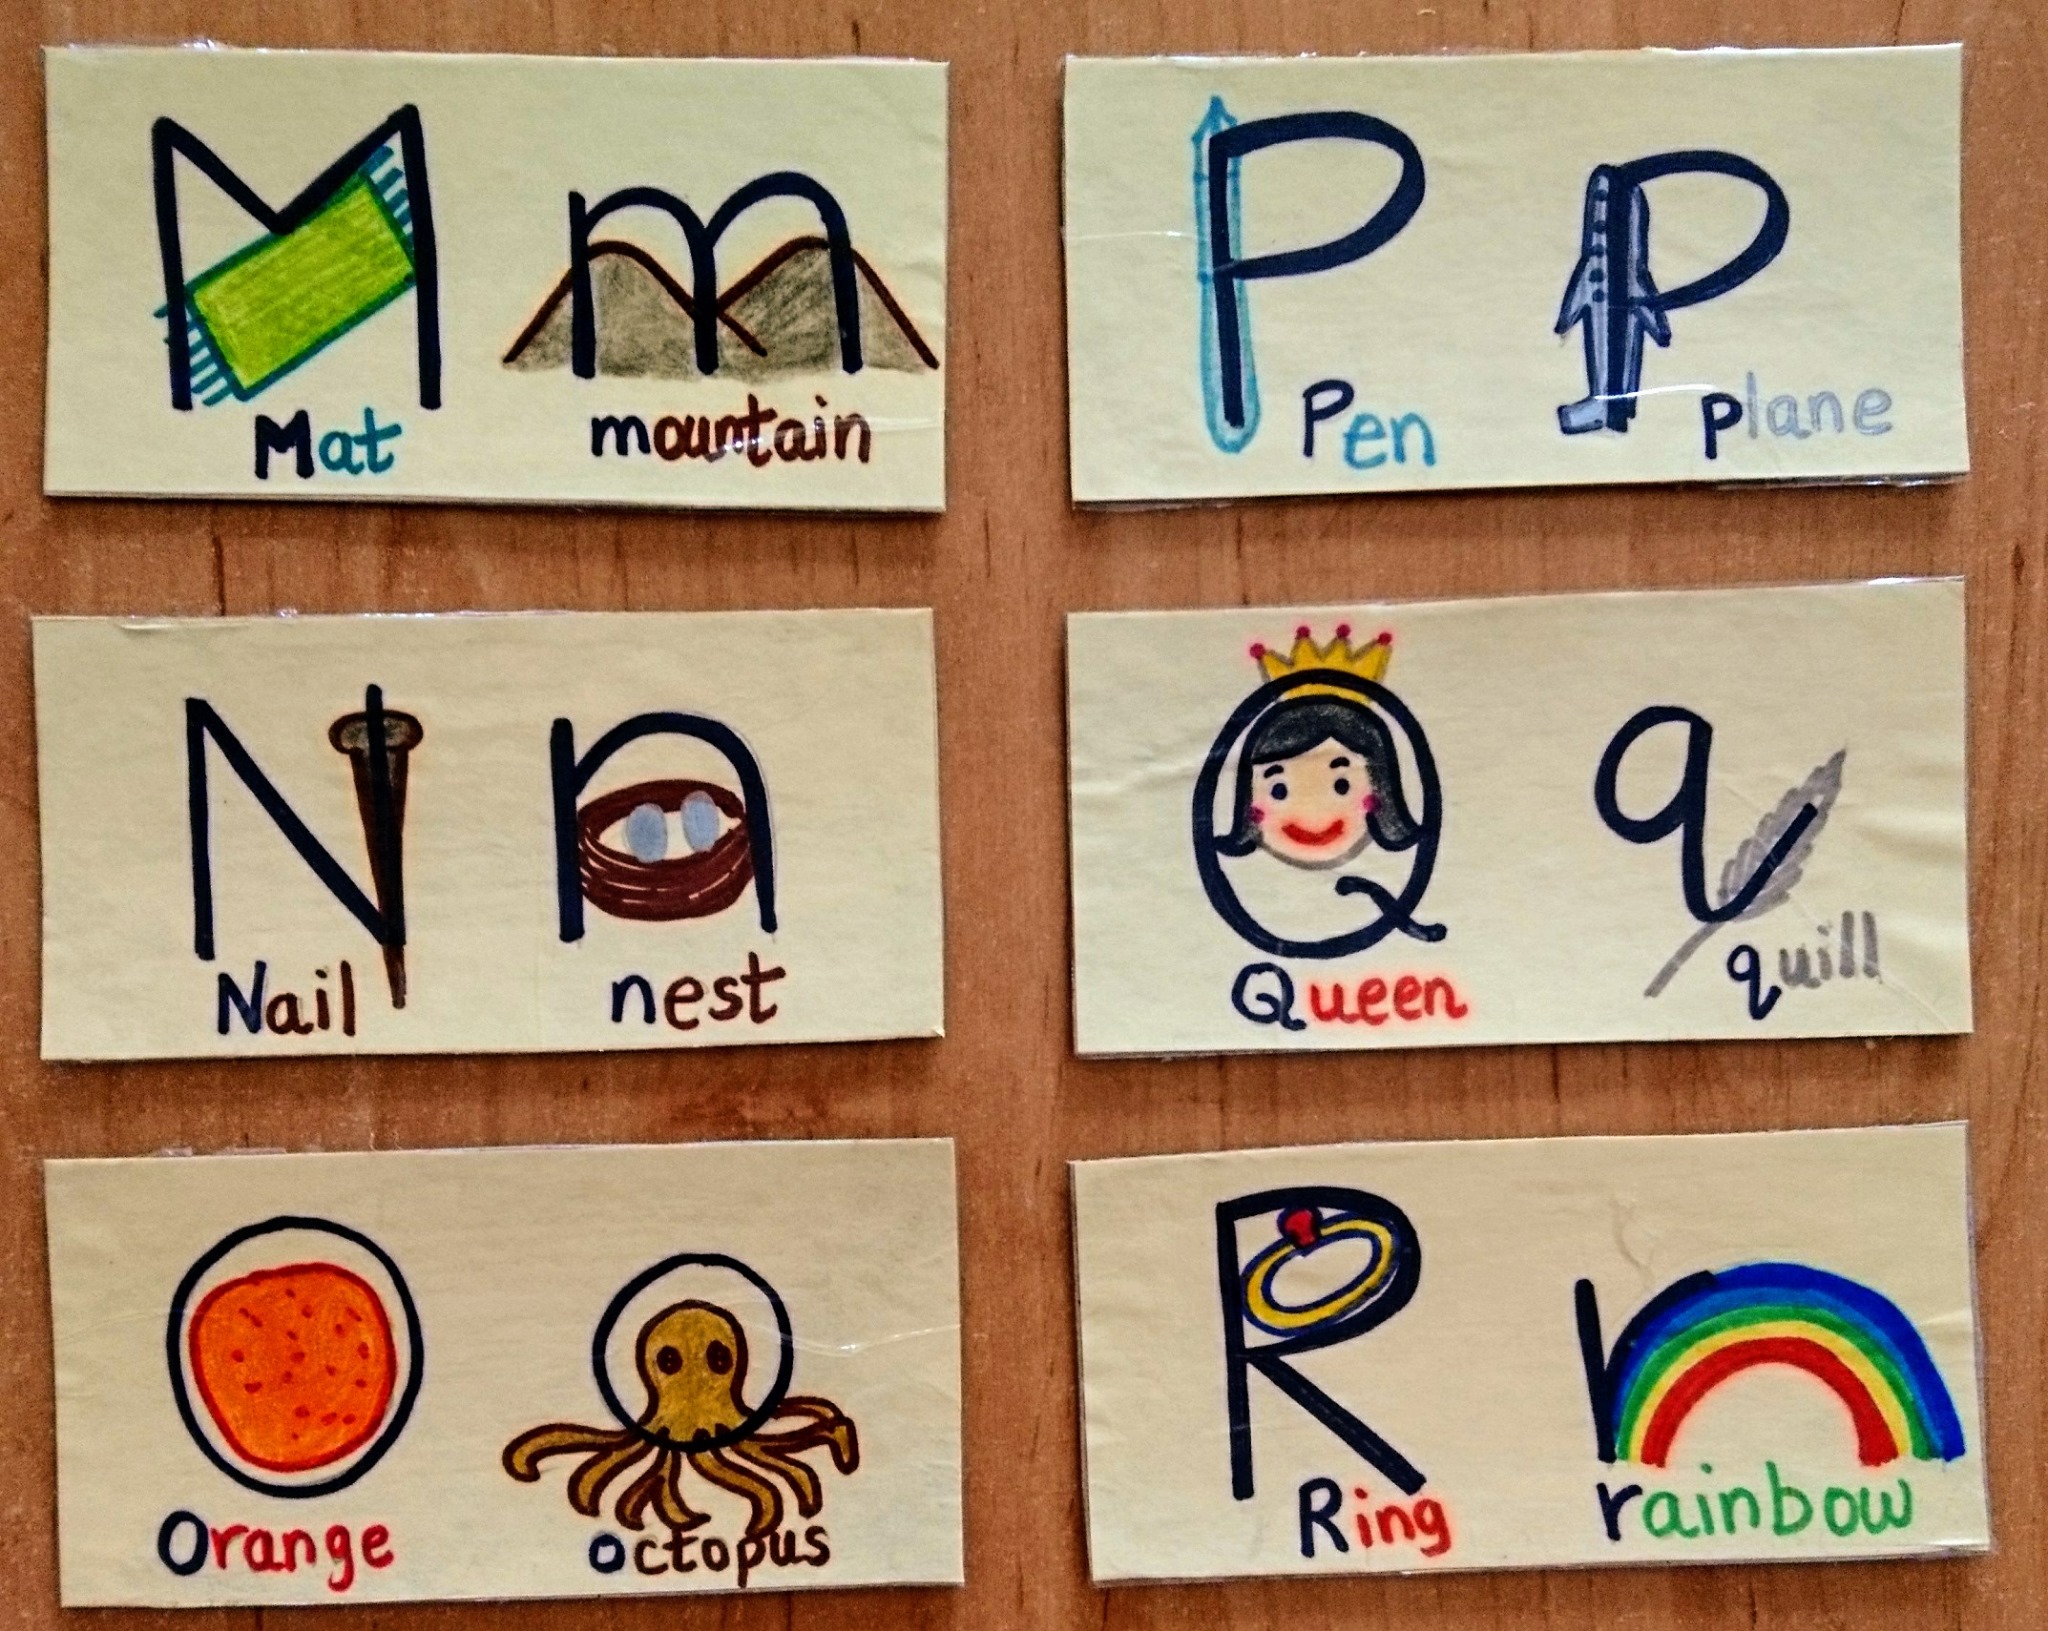 M m
Mat mountain
N n
Nail nest
O o
Orange octopus
P p
Pen plane
Q q
Queen quill
R r
Ring rainbow